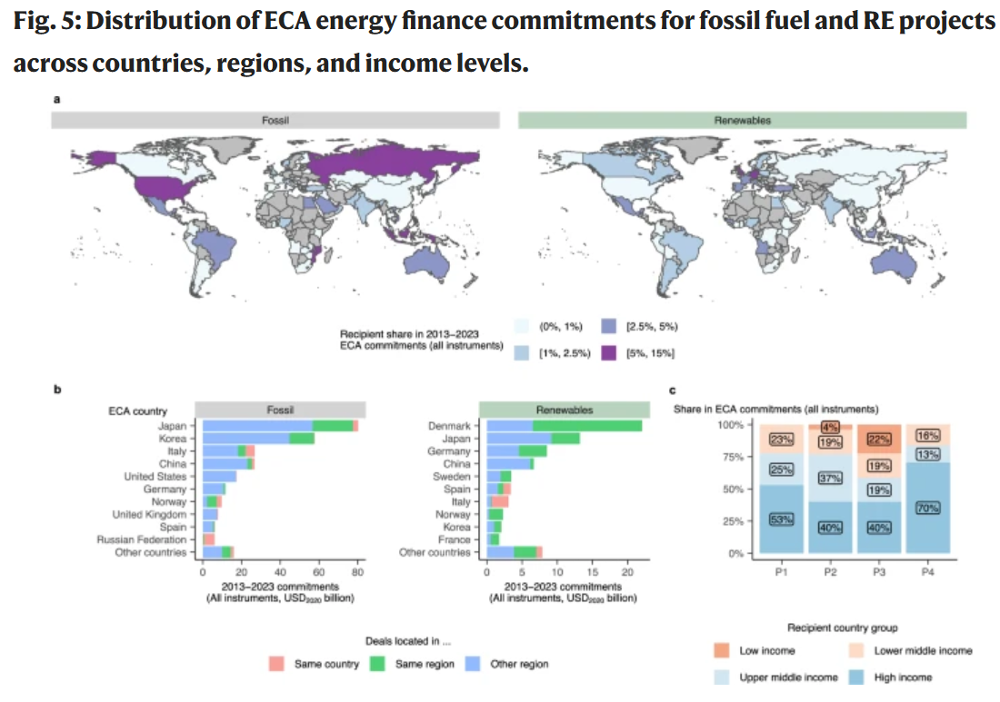 Fig. 5: Distribution of ECA energy finance commitments for fossil fuel and RE projects
across countries, regions, and income levels.
a
Fossil
Renewables
Recipient share in 2013–2023
ECA commitments (all instruments)
(0%, 1%)
[2.5%, 5%)
[1%, 2.5%)
[5%, 15%]
b
ECA country
Fossil
Japan
Korea
Italy
China
United States
Germany
Norway
United Kingdom
Spain
Russian Federation
Other countries
0 20 40 60 80
2013–2023 commitments
(All instruments, USD2020 billion)
Renewables
Denmark
Japan
Germany
China
Sweden
Spain
Italy
Norway
Korea
France
Other countries
0 5 10 15 20
2013–2023 commitments
(All instruments, USD2020 billion)
Deals located in ...
Same country
Same region
Other region
c
Share in ECA commitments (all instruments)
100%
75%
50%
25%
0%
23%
25%
53%
4%
19%
37%
40%
22%
19%
19%
40%
16%
13%
70%
P1 P2 P3 P4
Recipient country group
Low income
Lower middle income
Upper middle income
High income